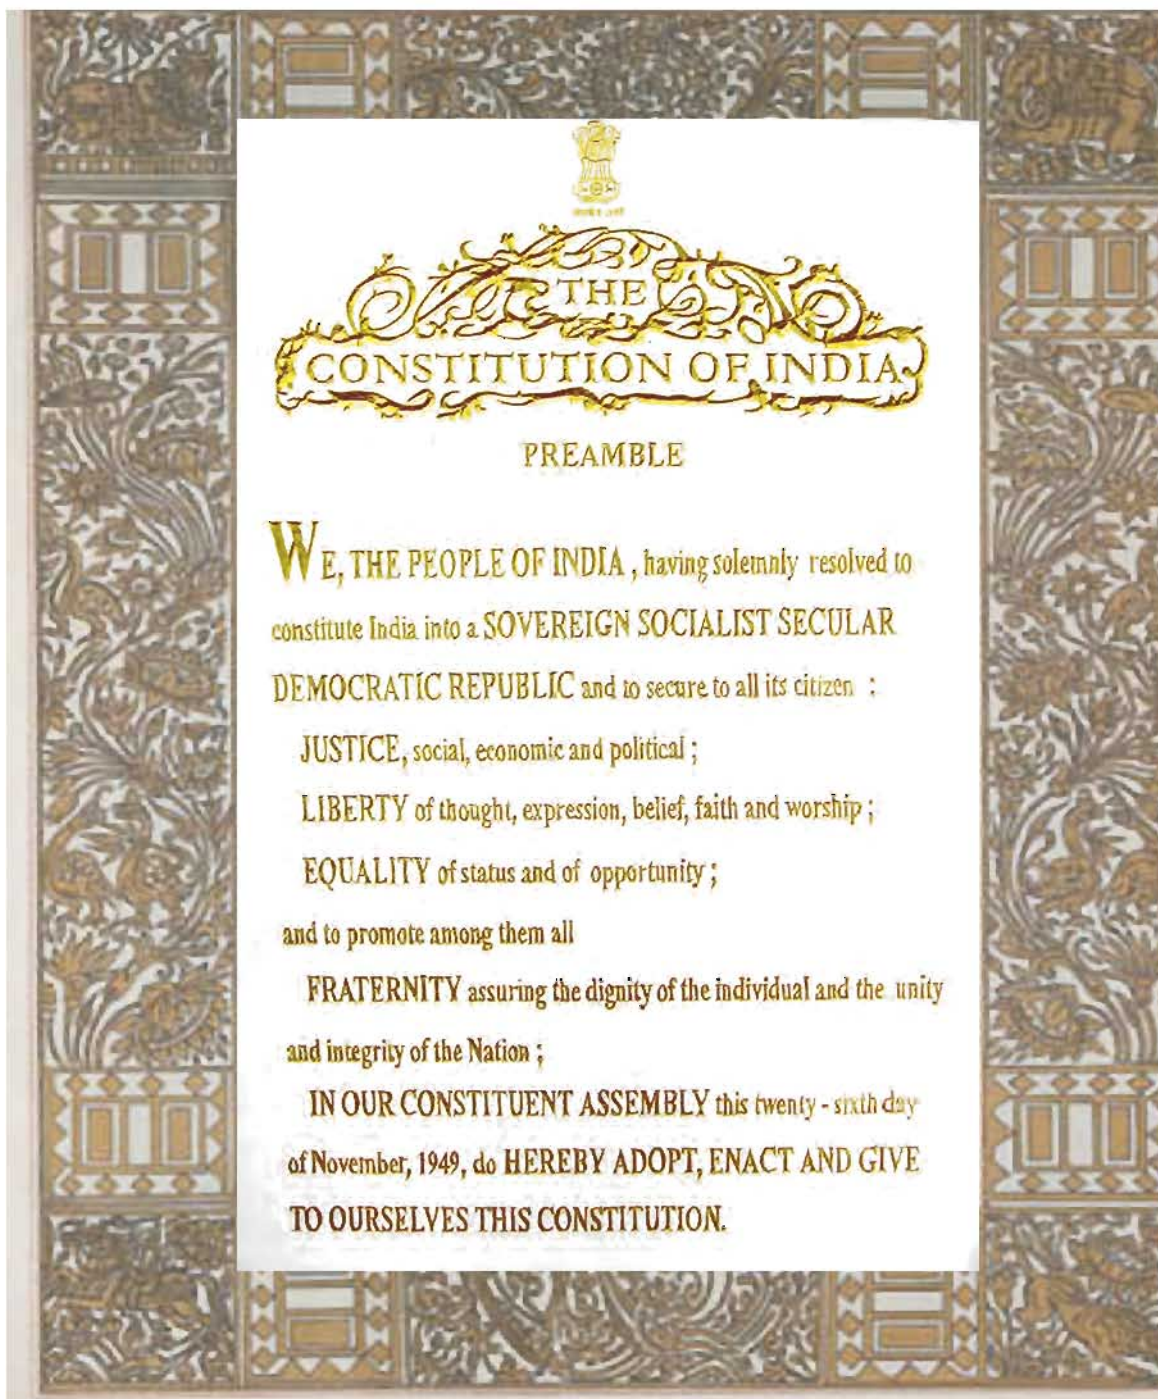 THE
CONSTITUTION OF INDIA
PREAMBLE
WE, THE PEOPLE OF INDIA , having solemnly resolved to
constitute India into a SOVEREIGN SOCIALIST SECULAR
DEMOCRATIC REPUBLIC and to secure to all its citizen :
JUSTICE, social, economic and political ;
LIBERTY of thought, expression, belief, faith and worship ;
EQUALITY of status and of opportunity ;
and to promote among them all
FRATERNITY assuring the dignity of the individual and the unity
and integrity of the Nation ;
IN OUR CONSTITUENT ASSEMBLY this twenty - sixth day
of November, 1949, do HEREBY ADOPT, ENACT AND GIVE
TO OURSELVES THIS CONSTITUTION.